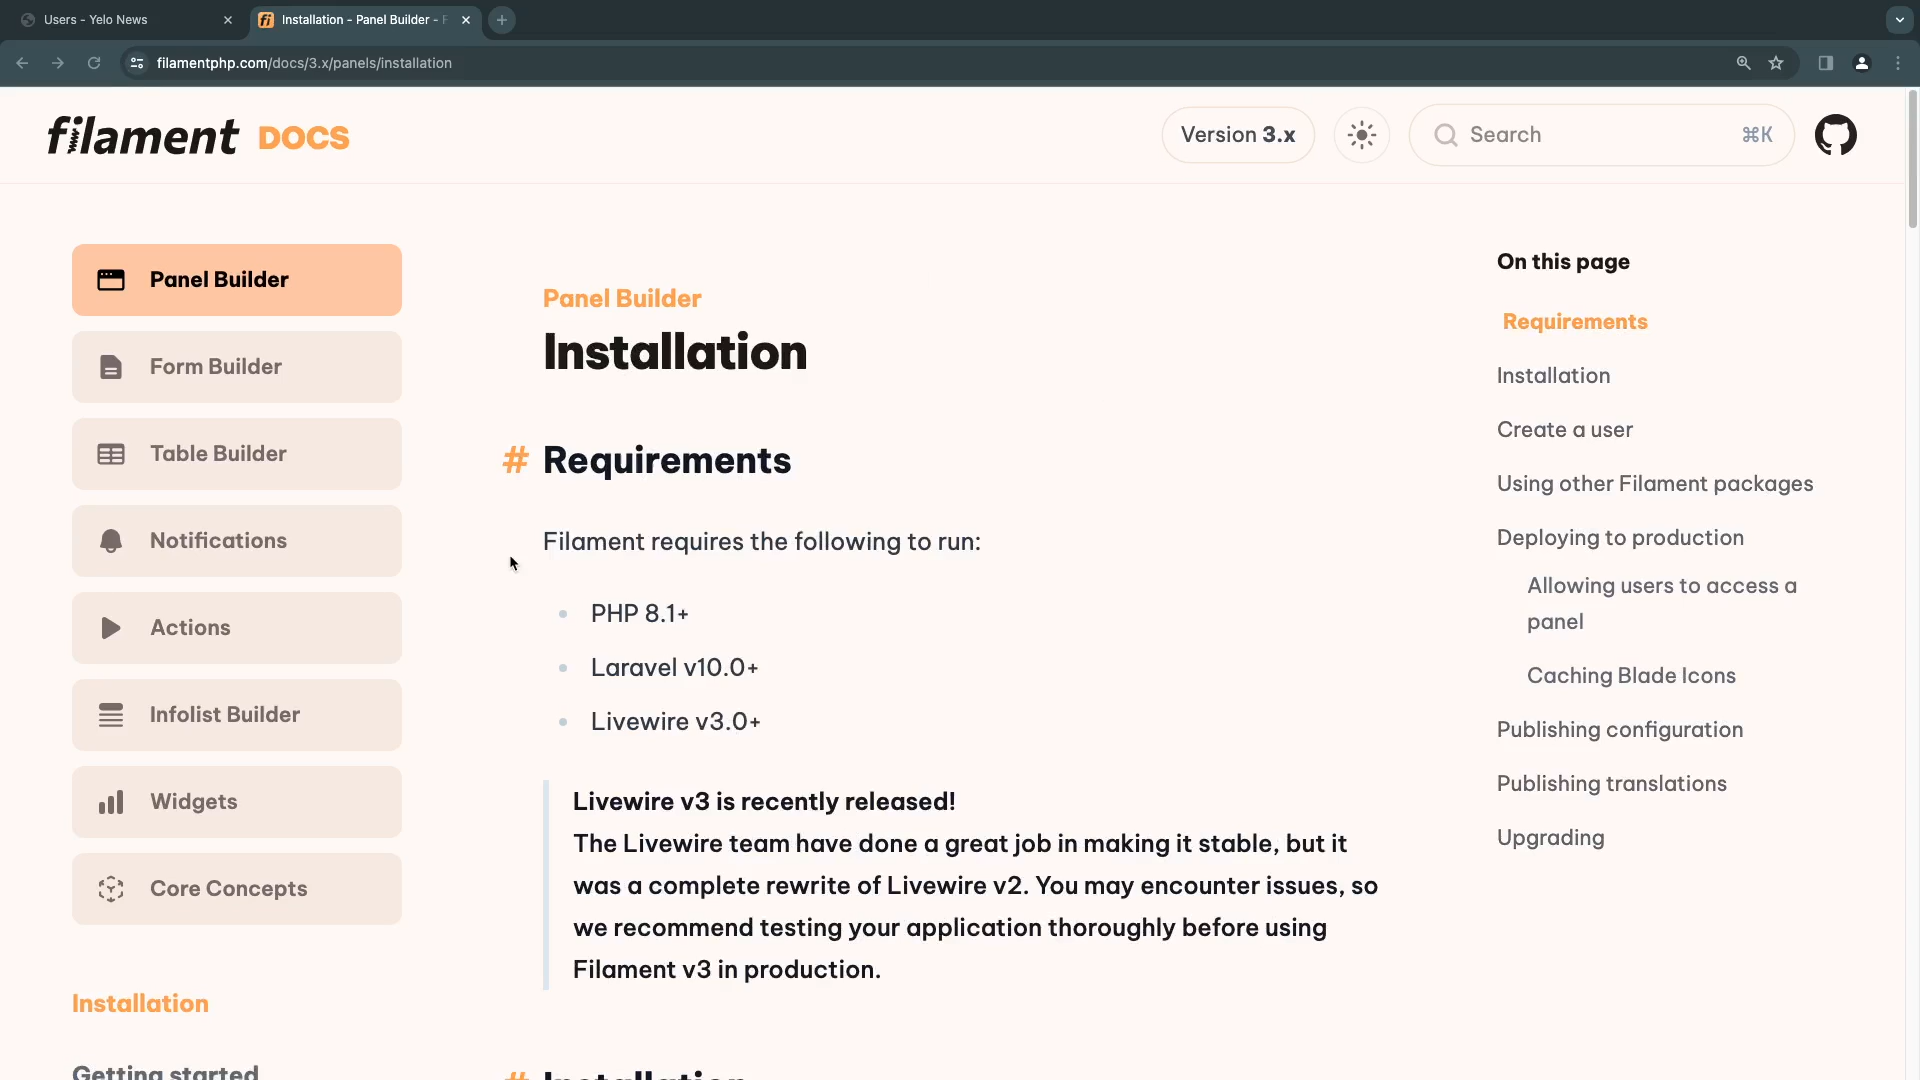 Users - Yelo News
Installation - Panel Builder - F
filamentphp.com/docs/3.x/panels/installation
filament DOCS
Version 3.x
Search
⌘K
Panel Builder
Form Builder
Table Builder
Notifications
Actions
Infolist Builder
Widgets
Core Concepts
Installation
Getting started
Panel Builder
Installation
# Requirements
Filament requires the following to run:
• PHP 8.1+
• Laravel v10.0+
• Livewire v3.0+
Livewire v3 is recently released!
The Livewire team have done a great job in making it stable, but it
was a complete rewrite of Livewire v2. You may encounter issues, so
we recommend testing your application thoroughly before using
Filament v3 in production.
# Installation
On this page
Requirements
Installation
Create a user
Using other Filament packages
Deploying to production
Allowing users to access a
panel
Caching Blade Icons
Publishing configuration
Publishing translations
Upgrading